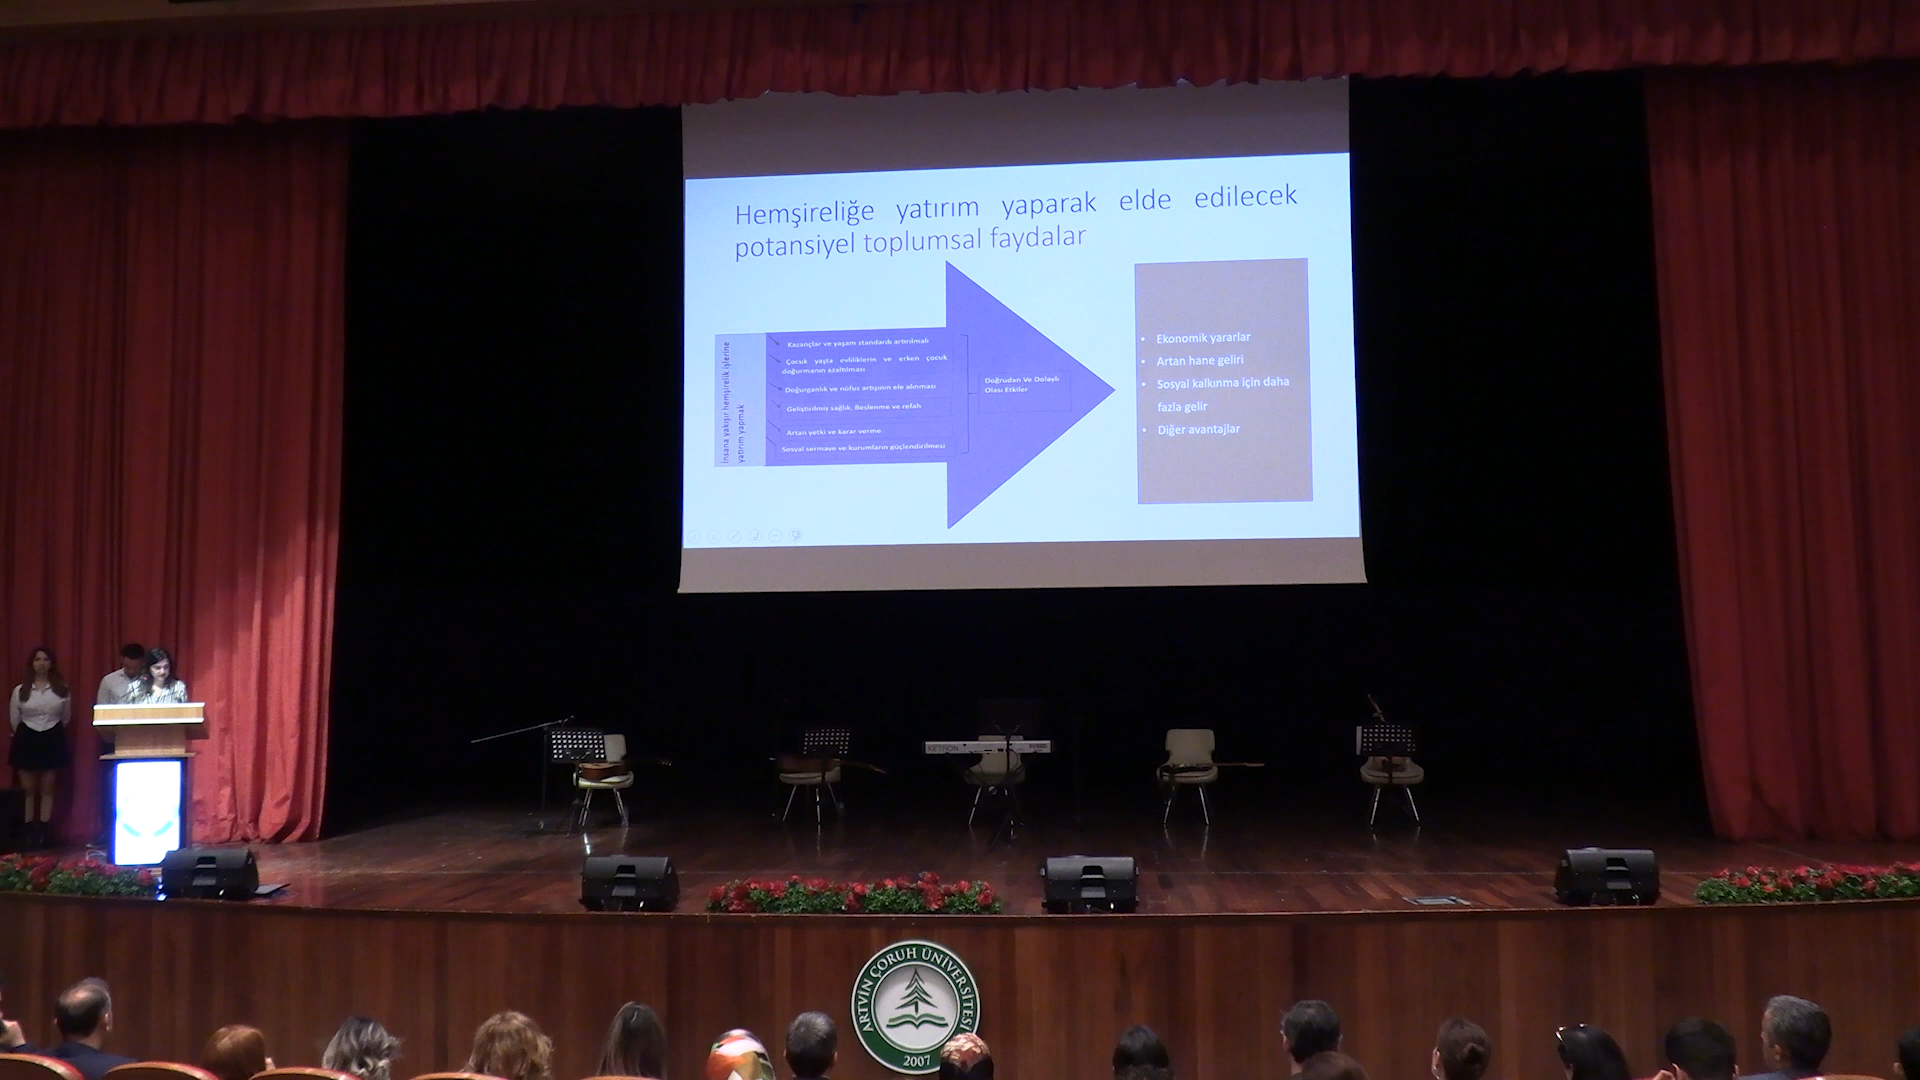 Hemşireliğe yatırım yaparak elde edilecek
potansiyel toplumsal faydalar
İnsana yakışır hemşirelik işlerine
yatırım yapmak
Kazançlar ve yaşam standardı artırılmalı
Çocuk yaşta evliliklerin ve erken çocuk
doğurmanın azaltılması
Doğurganlık ve nüfus artışının ele alınması
Geliştirilmiş sağlık, Beslenme ve refah
Artan yetki ve karar verme
Sosyal sermaye ve kurumların güçlendirilmesi
Doğrudan Ve Dolaylı
Olası Etkiler
• Ekonomik yararlar
• Artan hane geliri
• Sosyal kalkınma için daha
fazla gelir
• Diğer avantajlar
KETRON
ARTVİN ÇORUH ÜNİVERSİTESİ
2007